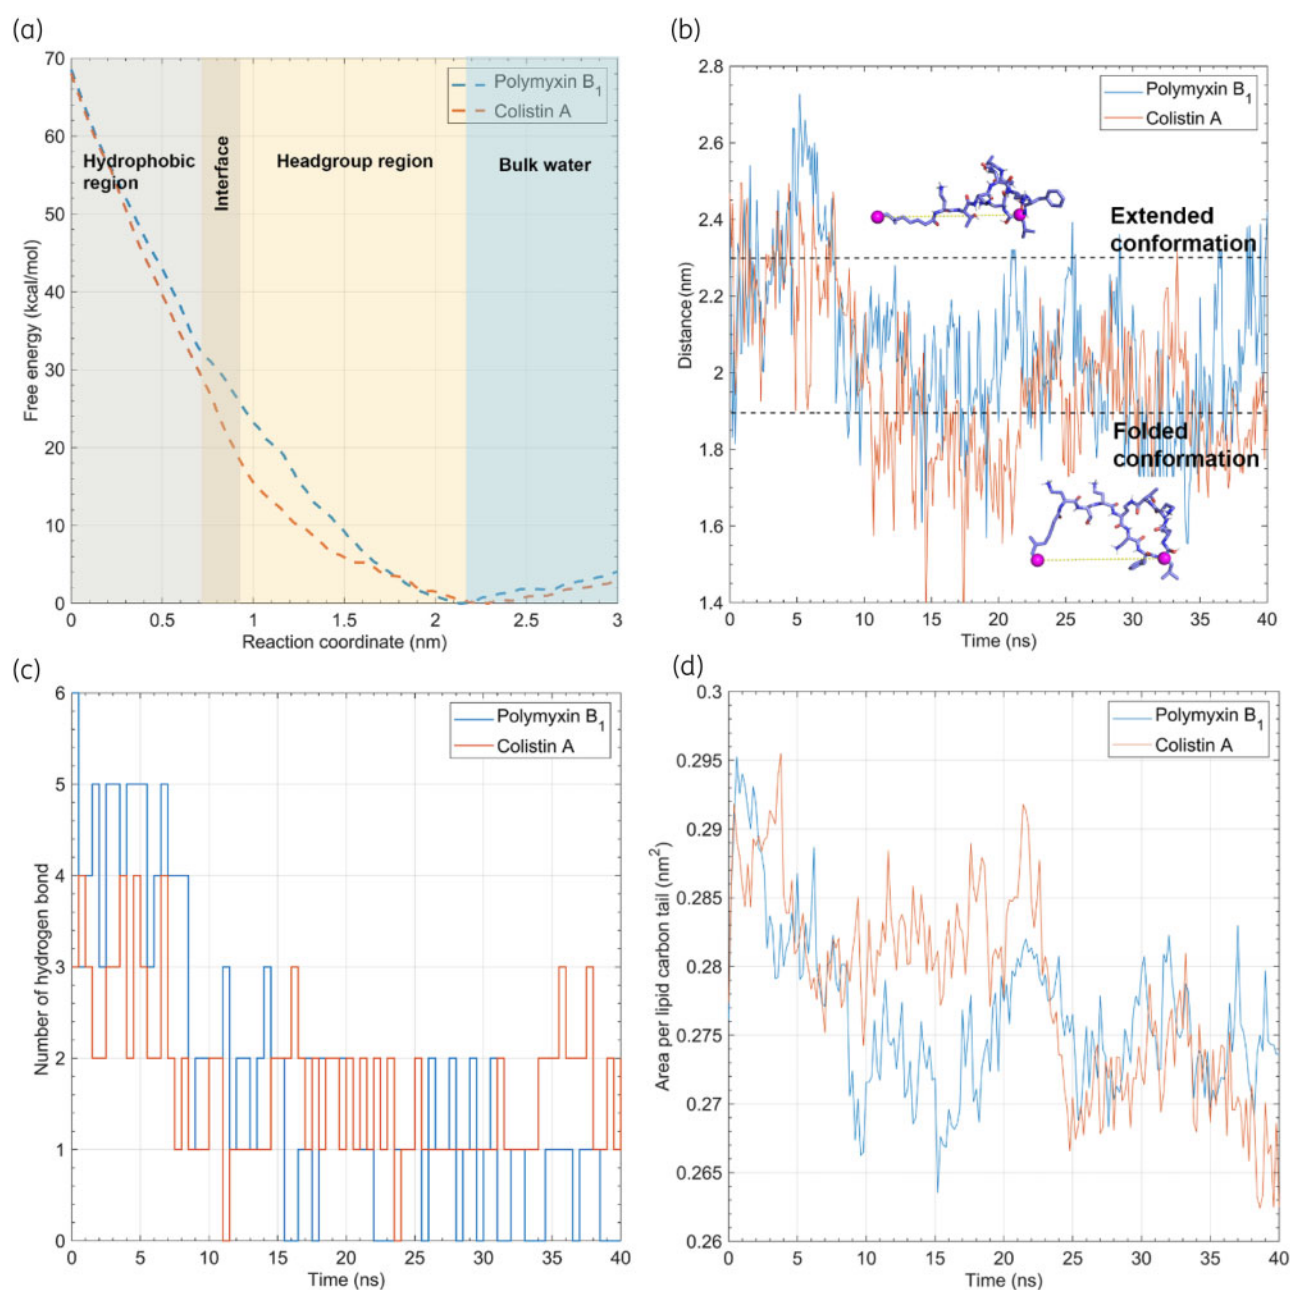 (a)
70
60
50
40
30
20
10
0
Free energy (kcal/mol)
Polymyxin B1
Colistin A
Hydrophobic
region
Interface
Headgroup region
Bulk water
0
0.5
1
1.5
2
2.5
3
Reaction coordinate (nm)
(b)
2.8
2.6
2.4
2.2
2
1.8
1.6
1.4
Distance (nm)
Polymyxin B1
Colistin A
Extended
conformation
Folded
conformation
0
5
10
15
20
25
30
35
40
Time (ns)
(c)
6
5
4
3
2
1
0
Number of hydrogen bond
Polymyxin B1
Colistin A
0
5
10
15
20
25
30
35
40
Time (ns)
(d)
0.3
0.295
0.29
0.285
0.28
0.275
0.27
0.265
0.26
Area per lipid carbon tail (nm2)
Polymyxin B1
Colistin A
0
5
10
15
20
25
30
35
40
Time (ns)